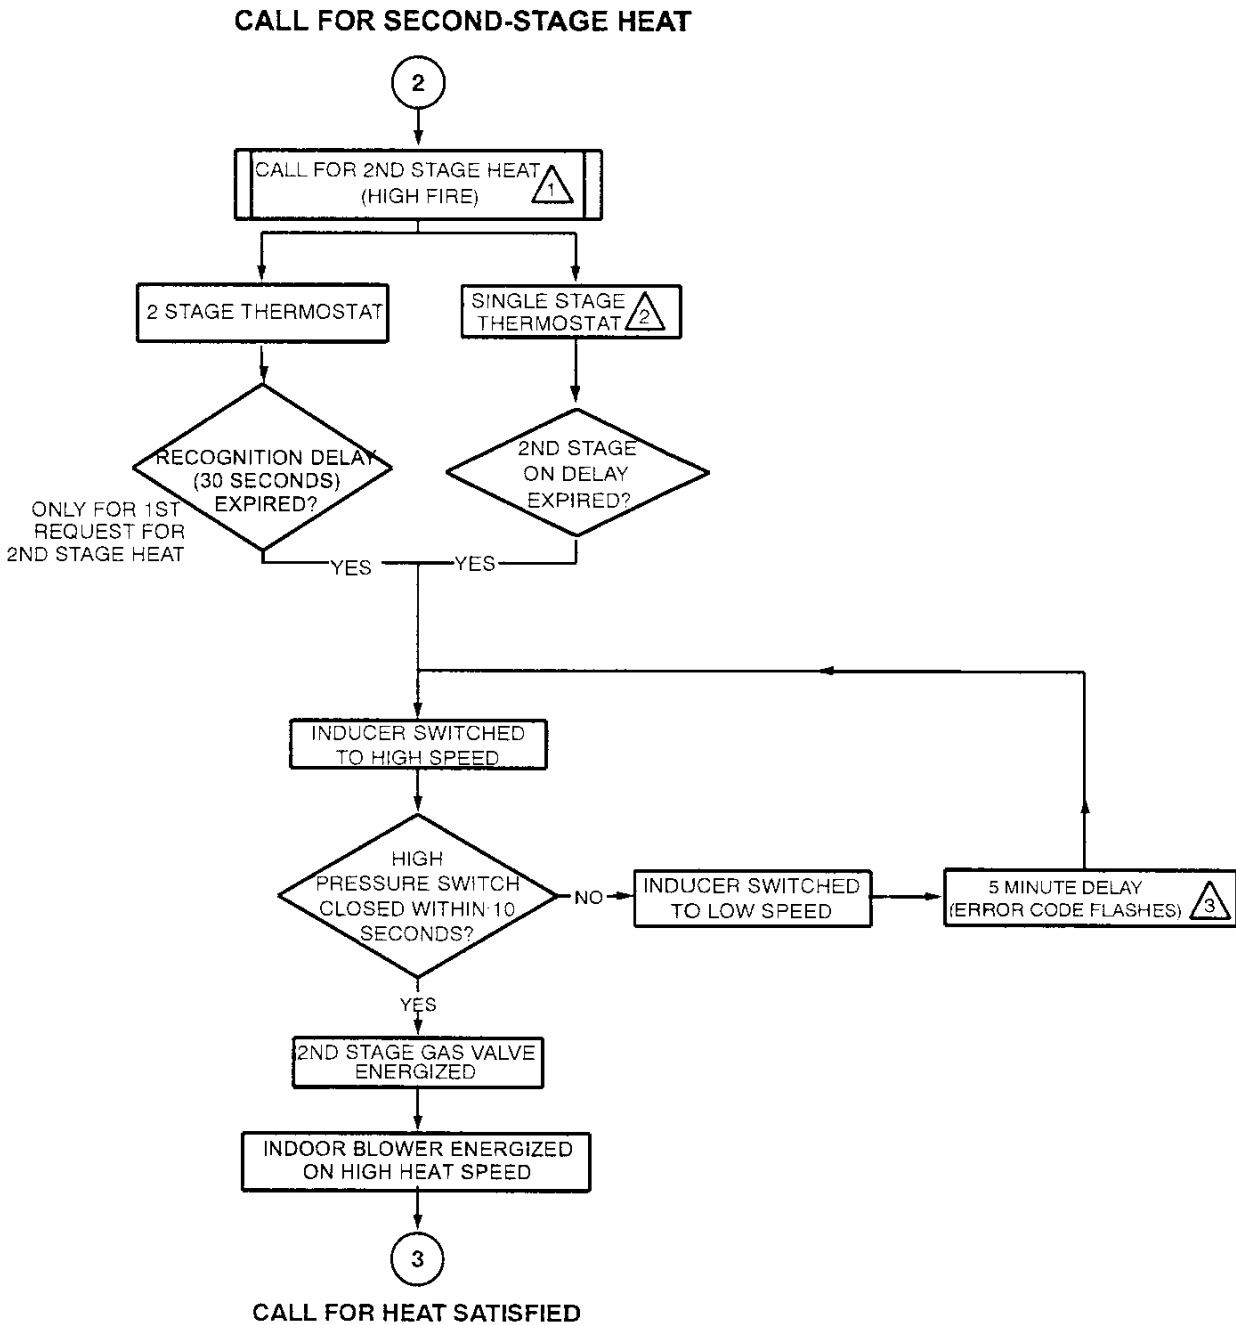 CALL FOR SECOND-STAGE HEAT
2
CALL FOR 2ND STAGE HEAT
(HIGH FIRE)
1
2 STAGE THERMOSTAT
SINGLE STAGE
THERMOSTAT
2
RECOGNITION DELAY
(30 SECONDS)
EXPIRED?
2ND STAGE
ON DELAY
EXPIRED?
ONLY FOR 1ST
REQUEST FOR
2ND STAGE HEAT
YES
YES
INDUCER SWITCHED
TO HIGH SPEED
HIGH
PRESSURE SWITCH
CLOSED WITHIN 10
SECONDS?
NO
INDUCER SWITCHED
TO LOW SPEED
5 MINUTE DELAY
(ERROR CODE FLASHES)
3
YES
2ND STAGE GAS VALVE
ENERGIZED
INDOOR BLOWER ENERGIZED
ON HIGH HEAT SPEED
3
CALL FOR HEAT SATISFIED